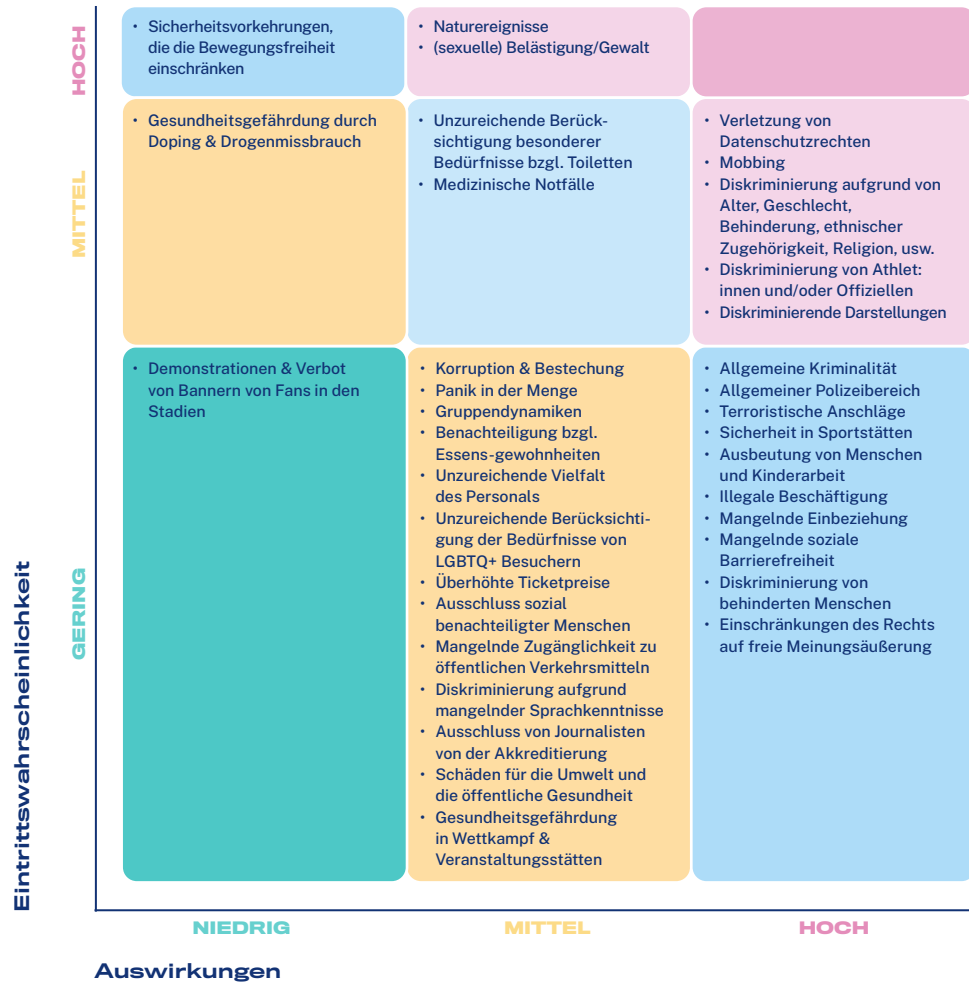 HOCH
• Sicherheitsvorkehrungen,
die die Bewegungsfreiheit
einschränken
• Naturereignisse
• (sexuelle) Belästigung/Gewalt
MITTEL
• Gesundheitsgefährdung durch
Doping & Drogenmissbrauch
• Unzureichende Berück-
sichtigung besonderer
Bedürfnisse bzgl. Toiletten
• Medizinische Notfälle
• Verletzung von
Datenschutzrechten
• Mobbing
• Diskriminierung aufgrund von
Alter, Geschlecht,
Behinderung, ethnischer
Zugehörigkeit, Religion, usw.
• Diskriminierung von Athlet:
innen und/oder Offiziellen
• Diskriminierende Darstellungen
GERING
• Demonstrationen & Verbot
von Bannern von Fans in den
Stadien
• Korruption & Bestechung
• Panik in der Menge
• Gruppendynamiken
• Benachteiligung bzgl.
Essens-gewohnheiten
• Unzureichende Vielfalt
des Personals
• Unzureichende Berücksichti-
gung der Bedürfnisse von
LGBTQ+ Besuchern
• Überhöhte Ticketpreise
• Ausschluss sozial
benachteiligter Menschen
• Mangelnde Zugänglichkeit zu
öffentlichen Verkehrsmitteln
• Diskriminierung aufgrund
mangelnder Sprachkenntnisse
• Ausschluss von Journalisten
von der Akkreditierung
• Schäden für die Umwelt und
die öffentliche Gesundheit
• Gesundheitsgefährdung
in Wettkampf &
Veranstaltungsstätten
• Allgemeine Kriminalität
• Allgemeiner Polizeibereich
• Terroristische Anschläge
• Sicherheit in Sportstätten
• Ausbeutung von Menschen
und Kinderarbeit
• Illegale Beschäftigung
• Mangelnde Einbeziehung
• Mangelnde soziale
Barrierefreiheit
• Diskriminierung von
behinderten Menschen
• Einschränkungen des Rechts
auf freie Meinungsäußerung
Eintrittswahrscheinlichkeit
NIEDRIG
MITTEL
HOCH
Auswirkungen